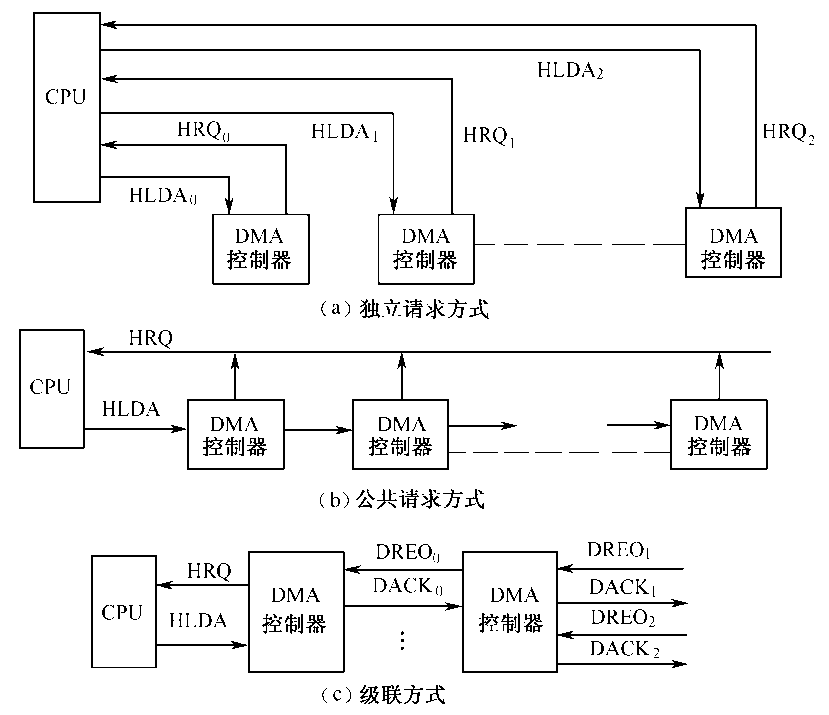 CPU
HLDA₂
HRQ₀
HLDA₁
HRQ₁
HRQ₂
HLDA₀
DMA
控制器
DMA
控制器
DMA
控制器
(a) 独立请求方式
CPU
HRQ
HLDA
DMA
控制器
DMA
控制器
DMA
控制器
(b) 公共请求方式
CPU
HRQ
HLDA
DMA
控制器
DREO₀
DACK₀
⋮
DMA
控制器
DREO₁
DACK₁
DREO₂
DACK₂
(c) 级联方式